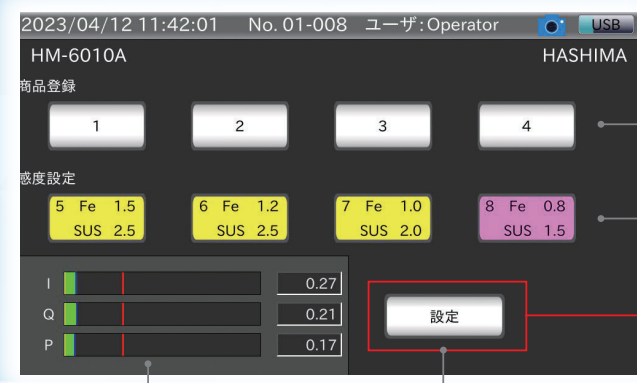 2023/04/12 11:42:01 No. 01-008 ユーザ:Operator USB
HM-6010A HASHIMA
商品登録
1 2 3 4
感度設定
5 Fe 1.5 6 Fe 1.2 7 Fe 1.0 8 Fe 0.8
SUS 2.5 SUS 2.5 SUS 2.0 SUS 1.5
I 0.27
Q 0.21
P 0.17
設定